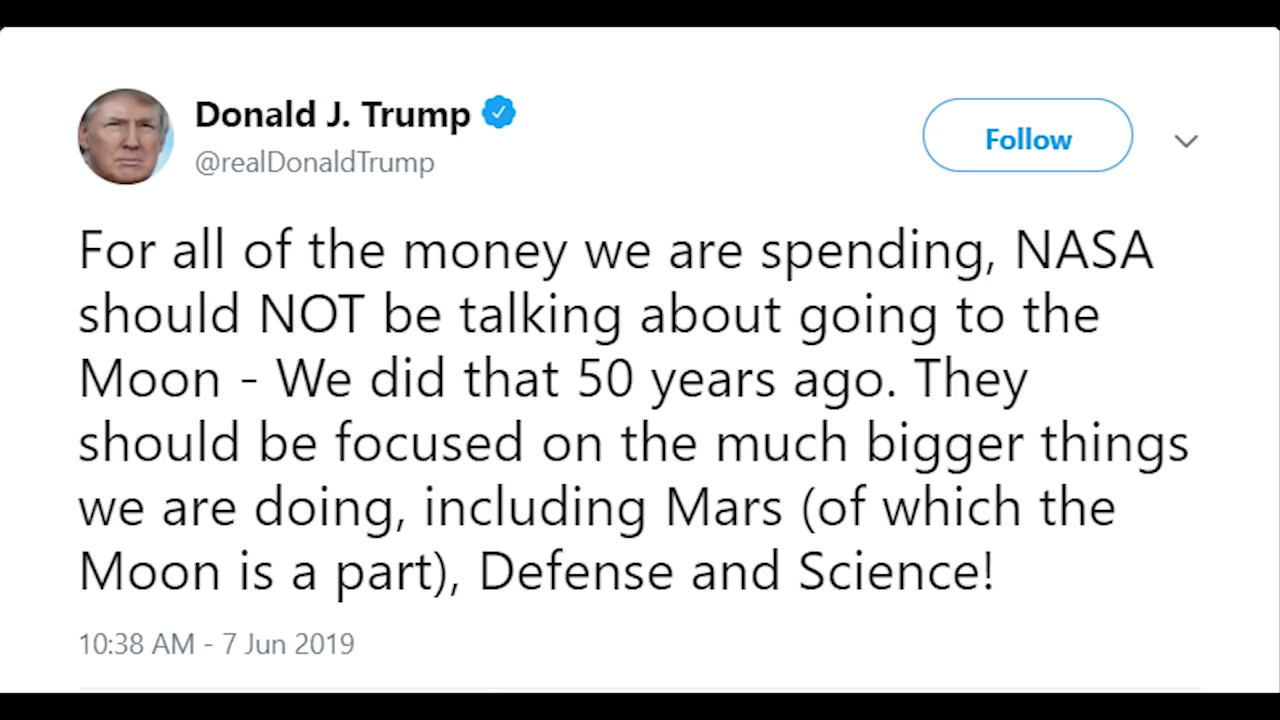 Donald J. Trump
@realDonaldTrump
Follow
For all of the money we are spending, NASA
should NOT be talking about going to the
Moon - We did that 50 years ago. They
should be focused on the much bigger things
we are doing, including Mars (of which the
Moon is a part), Defense and Science!
10:38 AM - 7 Jun 2019